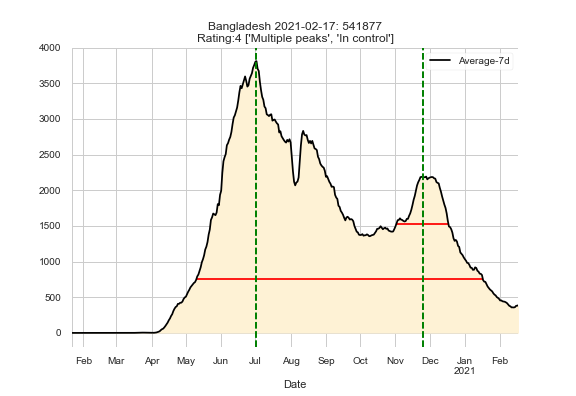 Bangladesh 2021-02-17: 541877
Rating:4 ['Multiple peaks', 'In control']
Average-7d
4000
3500
3000
2500
2000
1500
1000
500
0
Feb Mar Apr May Jun Jul Aug Sep Oct Nov Dec Jan Feb
2021
Date